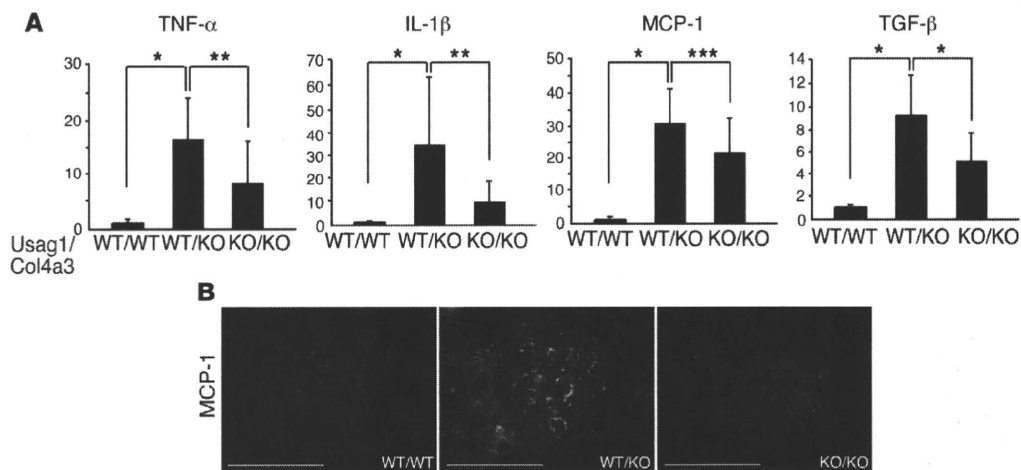 A
TNF-α
IL-1β
MCP-1
TGF-β
* **
* **
* ***
* *
30
20
10
0
70
60
50
40
30
20
10
0
50
40
30
20
10
0
14
12
10
8
6
4
2
0
Usag1/
Col4a3
WT/WT WT/KO KO/KO
WT/WT WT/KO KO/KO
WT/WT WT/KO KO/KO
WT/WT WT/KO KO/KO
B
MCP-1
WT/WT
WT/KO
KO/KO